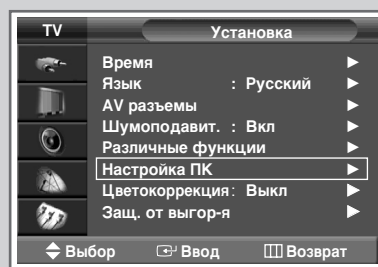 TV Установка
Время
Язык : Русский
AV разъемы
Шумоподавит. : Вкл
Различные функции
Настройка ПК
Цветокоррекция: Выкл
Защ. от выгор-я
Выбор Ввод Возврат